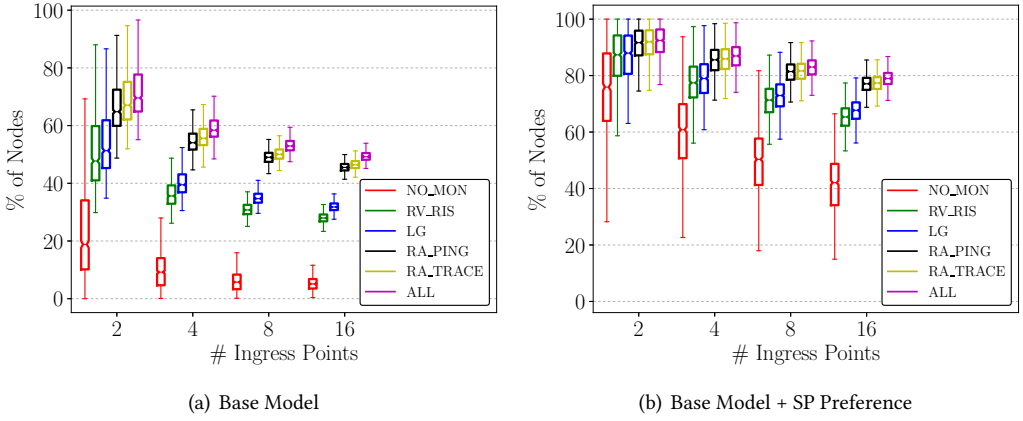 100
80
60
40
20
0
% of Nodes
NO_MON
RV_RIS
LG
RA_PING
RA_TRACE
ALL
2 4 8 16
# Ingress Points
(a) Base Model
100
80
60
40
20
0
% of Nodes
NO_MON
RV_RIS
LG
RA_PING
RA_TRACE
ALL
2 4 8 16
# Ingress Points
(b) Base Model + SP Preference